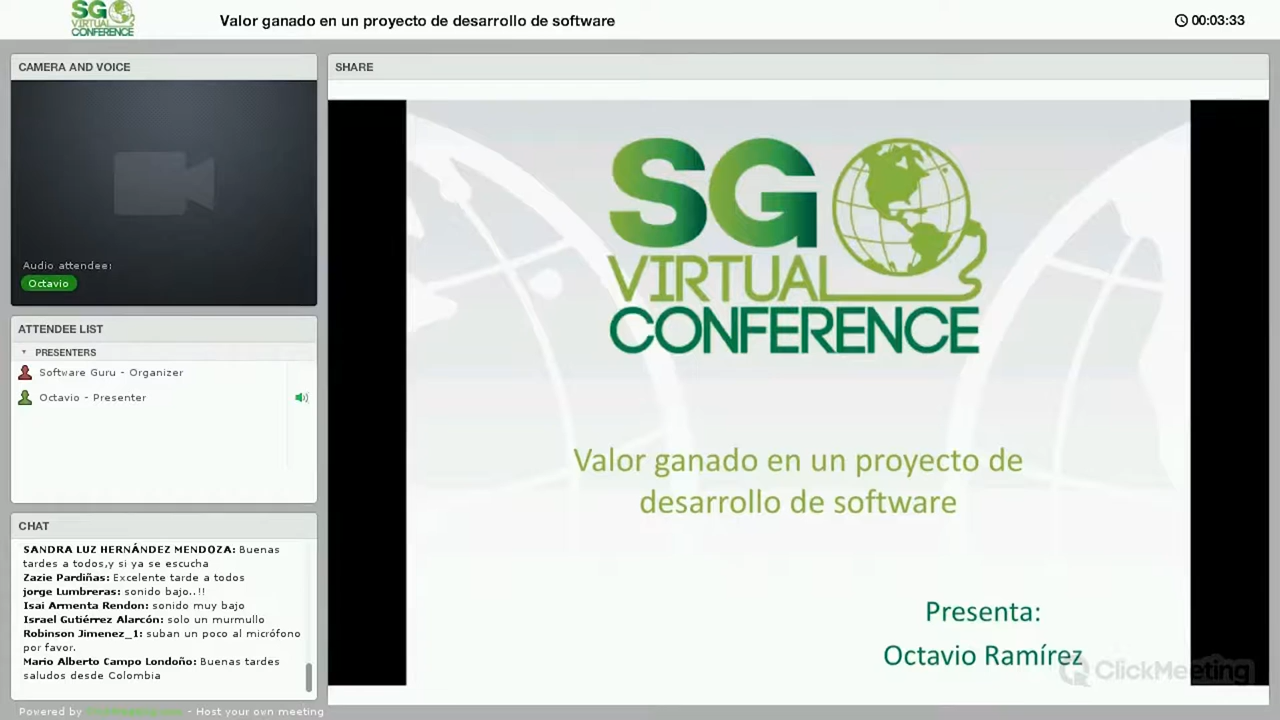 SG
VIRTUAL
CONFERENCE
Valor ganado en un proyecto de desarrollo de software
00:03:33
CAMERA AND VOICE
Audio attendee:
Octavio
ATTENDEE LIST
PRESENTERS
Software Guru - Organizer
Octavio - Presenter
CHAT
SANDRA LUZ HERNÁNDEZ MENDOZA: Buenas
tardes a todos,y si ya se escucha
Zazie Pardiñas: Excelente tarde a todos
jorge Lumbreras: sonido bajo..!!
Isai Armenta Rendon: sonido muy bajo
Israel Gutiérrez Alarcón: solo un murmullo
Robinson Jimenez_1: suban un poco al micrófono
por favor.
Mario Alberto Campo Londoño: Buenas tardes
saludos desde Colombia
Powered by - Host your own meeting
SHARE
SG
VIRTUAL
CONFERENCE
Valor ganado en un proyecto de
desarrollo de software
Presenta:
Octavio Ramírez
ClickMeeting